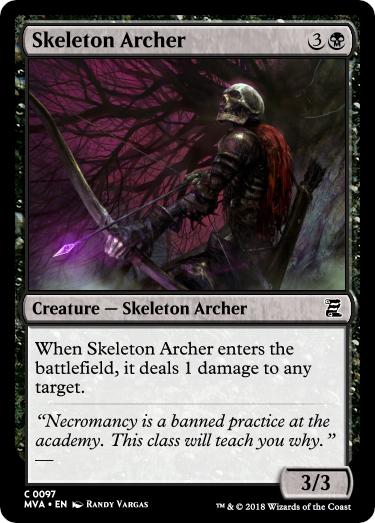 Skeleton Archer 3
Creature — Skeleton Archer
When Skeleton Archer enters the
battlefield, it deals 1 damage to any
target.
“Necromancy is a banned practice at the
academy. This class will teach you why.”
—
3/3
C 0097
MVA • EN Randy Vargas
™ & © 2018 Wizards of the Coast